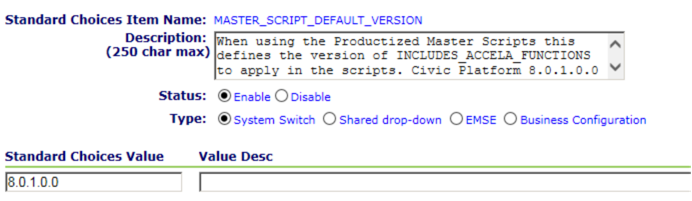 Standard Choices Item Name: MASTER_SCRIPT_DEFAULT_VERSION
Description: (250 char max) When using the Productized Master Scripts this
defines the version of INCLUDES_ACCELA_FUNCTIONS
to apply in the scripts. Civic Platform 8.0.1.0.0
Status: Enable Disable
Type: System Switch Shared drop-down EMSE Business Configuration
Standard Choices Value Value Desc
8.0.1.0.0